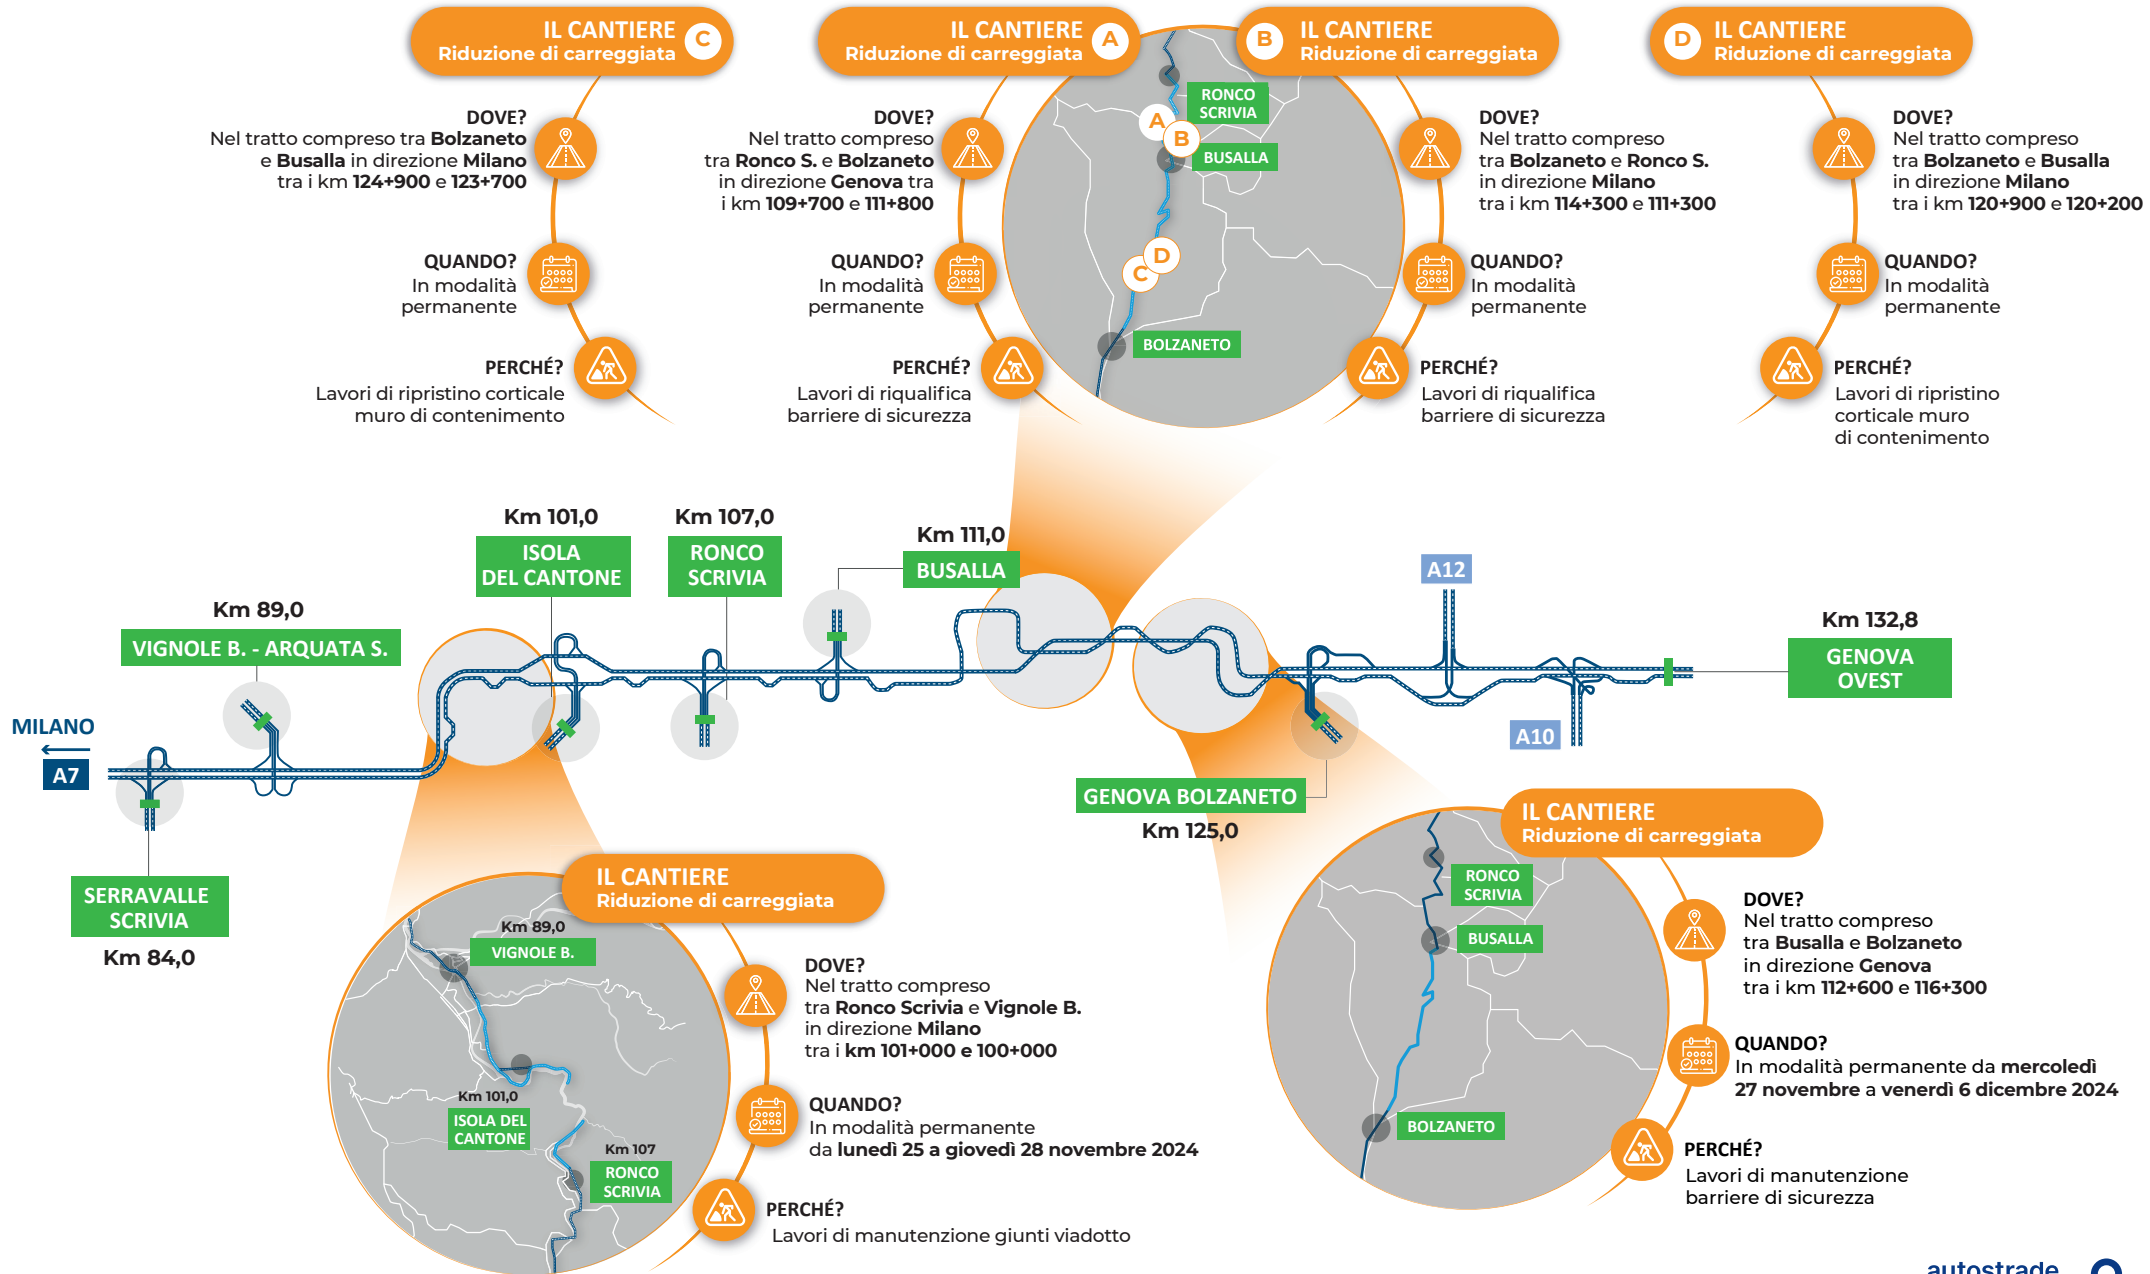 IL CANTIERE
Riduzione di carreggiata
C
DOVE?
Nel tratto compreso tra Bolzaneto
e Busalla in direzione Milano
tra i km 124+900 e 123+700
QUANDO?
In modalità
permanente
PERCHÉ?
Lavori di ripristino corticale
muro di contenimento
IL CANTIERE
Riduzione di carreggiata
A
DOVE?
Nel tratto compreso
tra Ronco S. e Bolzaneto
in direzione Genova tra
i km 109+700 e 111+800
QUANDO?
In modalità
permanente
PERCHÉ?
Lavori di riqualifica
barriere di sicurezza
RONCO
SCRIVIA
A
B
BUSALLA
D
C
BOLZANETO
B
IL CANTIERE
Riduzione di carreggiata
DOVE?
Nel tratto compreso
tra Bolzaneto e Ronco S.
in direzione Milano
tra i km 114+300 e 111+300
QUANDO?
In modalità
permanente
PERCHÉ?
Lavori di riqualifica
barriere di sicurezza
D
IL CANTIERE
Riduzione di carreggiata
DOVE?
Nel tratto compreso
tra Bolzaneto e Busalla
in direzione Milano
tra i km 120+900 e 120+200
QUANDO?
In modalità
permanente
PERCHÉ?
Lavori di ripristino
corticale muro
di contenimento
MILANO
A7
SERRAVALLE
SCRIVIA
Km 84,0
Km 89,0
VIGNOLE B. - ARQUATA S.
Km 101,0
ISOLA
DEL CANTONE
Km 107,0
RONCO
SCRIVIA
Km 111,0
BUSALLA
GENOVA BOLZANETO
Km 125,0
A12
A10
Km 132,8
GENOVA
OVEST
IL CANTIERE
Riduzione di carreggiata
Km 89,0
VIGNOLE B.
Km 101,0
ISOLA DEL
CANTONE
Km 107
RONCO
SCRIVIA
DOVE?
Nel tratto compreso
tra Ronco Scrivia e Vignole B.
in direzione Milano
tra i km 101+000 e 100+000
QUANDO?
In modalità permanente
da lunedì 25 a giovedì 28 novembre 2024
PERCHÉ?
Lavori di manutenzione giunti viadotto
IL CANTIERE
Riduzione di carreggiata
RONCO
SCRIVIA
BUSALLA
BOLZANETO
DOVE?
Nel tratto compreso
tra Busalla e Bolzaneto
in direzione Genova
tra i km 112+600 e 116+300
QUANDO?
In modalità permanente da mercoledì
27 novembre a venerdì 6 dicembre 2024
PERCHÉ?
Lavori di manutenzione
barriere di sicurezza
autostrade